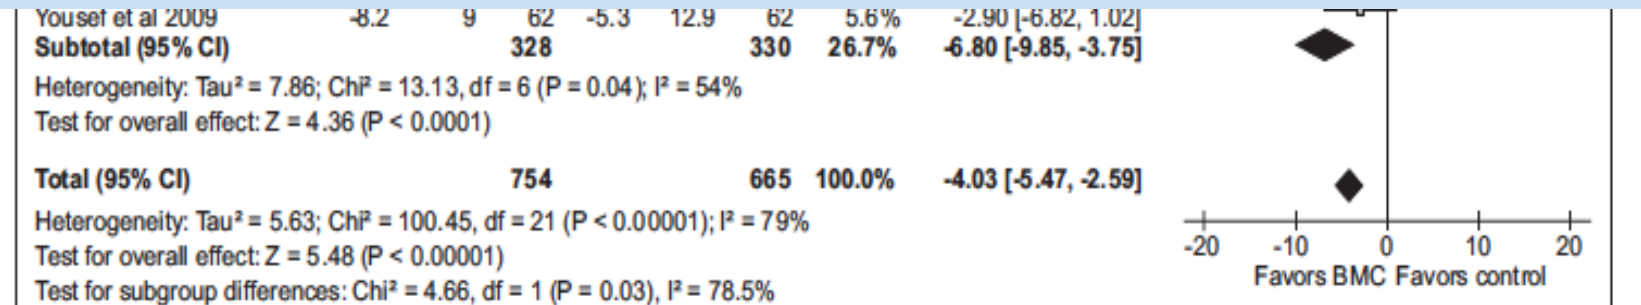 Yousef et al 2009 -8.2 9 62 -5.3 12.9 62 5.6% -2.90 [-6.82, 1.02]
Subtotal (95% CI) 328 330 26.7% -6.80 [-9.85, -3.75]
Heterogeneity: Tau² = 7.86; Chi² = 13.13, df = 6 (P = 0.04); I² = 54%
Test for overall effect: Z = 4.36 (P < 0.0001)
Total (95% CI) 754 665 100.0% -4.03 [-5.47, -2.59]
Heterogeneity: Tau² = 5.63; Chi² = 100.45, df = 21 (P < 0.00001); I² = 79%
Test for overall effect: Z = 5.48 (P < 0.00001)
Test for subgroup differences: Chi² = 4.66, df = 1 (P = 0.03), I² = 78.5%
-20 -10 0 10 20
Favors BMC Favors control